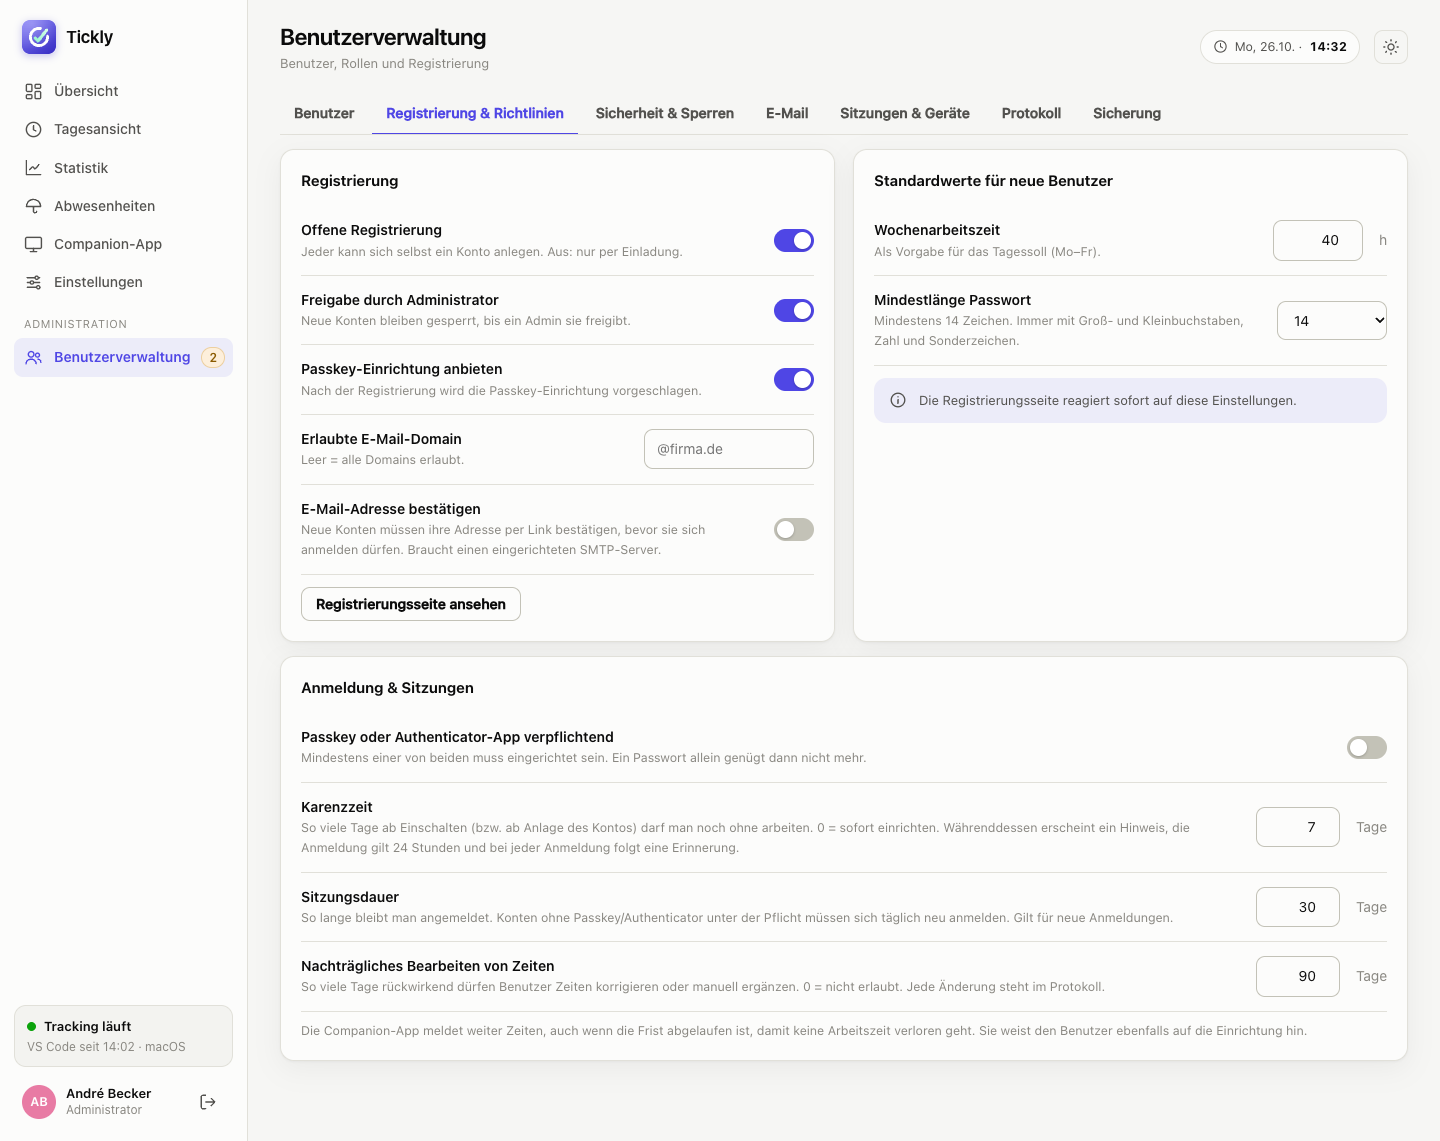 Tickly
Übersicht
Tagesansicht
Statistik
Abwesenheiten
Companion-App
Einstellungen
ADMINISTRATION
Benutzerverwaltung 2
Tracking läuft
VS Code seit 14:02 · macOS
AB
André Becker
Administrator
Benutzerverwaltung
Benutzer, Rollen und Registrierung
Mo, 26.10. · 14:32
Benutzer Registrierung & Richtlinien Sicherheit & Sperren E-Mail Sitzungen & Geräte Protokoll Sicherung
Registrierung
Offene Registrierung
Jeder kann sich selbst ein Konto anlegen. Aus: nur per Einladung.
Freigabe durch Administrator
Neue Konten bleiben gesperrt, bis ein Admin sie freigibt.
Passkey-Einrichtung anbieten
Nach der Registrierung wird die Passkey-Einrichtung vorgeschlagen.
Erlaubte E-Mail-Domain
Leer = alle Domains erlaubt.
@firma.de
E-Mail-Adresse bestätigen
Neue Konten müssen ihre Adresse per Link bestätigen, bevor sie sich
anmelden dürfen. Braucht einen eingerichteten SMTP-Server.
Registrierungsseite ansehen
Standardwerte für neue Benutzer
Wochenarbeitszeit
Als Vorgabe für das Tagessoll (Mo–Fr).
40 h
Mindestlänge Passwort
Mindestens 14 Zeichen. Immer mit Groß- und Kleinbuchstaben,
Zahl und Sonderzeichen.
14
Die Registrierungsseite reagiert sofort auf diese Einstellungen.
Anmeldung & Sitzungen
Passkey oder Authenticator-App verpflichtend
Mindestens einer von beiden muss eingerichtet sein. Ein Passwort allein genügt dann nicht mehr.
Karenzzeit
So viele Tage ab Einschalten (bzw. ab Anlage des Kontos) darf man noch ohne arbeiten. 0 = sofort einrichten. Währenddessen erscheint ein Hinweis, die
Anmeldung gilt 24 Stunden und bei jeder Anmeldung folgt eine Erinnerung.
7 Tage
Sitzungsdauer
So lange bleibt man angemeldet. Konten ohne Passkey/Authenticator unter der Pflicht müssen sich täglich neu anmelden. Gilt für neue Anmeldungen.
30 Tage
Nachträgliches Bearbeiten von Zeiten
So viele Tage rückwirkend dürfen Benutzer Zeiten korrigieren oder manuell ergänzen. 0 = nicht erlaubt. Jede Änderung steht im Protokoll.
90 Tage
Die Companion-App meldet weiter Zeiten, auch wenn die Frist abgelaufen ist, damit keine Arbeitszeit verloren geht. Sie weist den Benutzer ebenfalls auf die Einrichtung hin.